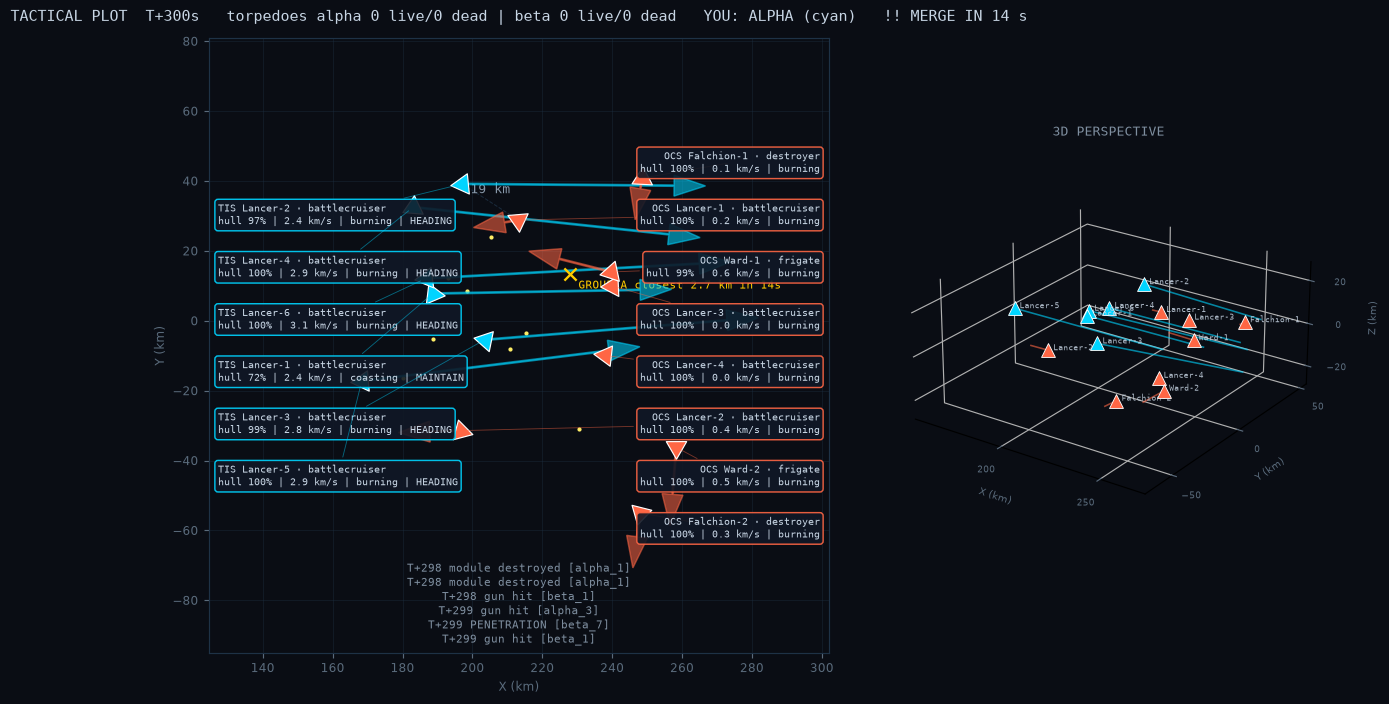 TACTICAL PLOT  T+300s   torpedoes alpha 0 live/0 dead | beta 0 live/0 dead   YOU: ALPHA (cyan)   !! MERGE IN 14 s
80
60
40
20
0
−20
−40
−60
−80
Y (km)
140
160
180
200
220
240
260
280
300
X (km)
19 km
closest 2.7 km in 14s
TIS Lancer-2 · battlecruiser
hull 97% | 2.4 km/s | burning | HEADING
TIS Lancer-4 · battlecruiser
hull 100% | 2.9 km/s | burning | HEADING
TIS Lancer-6 · battlecruiser
hull 100% | 3.1 km/s | burning | HEADING
TIS Lancer-1 · battlecruiser
hull 72% | 2.4 km/s | coasting | MAINTAIN
TIS Lancer-3 · battlecruiser
hull 99% | 2.8 km/s | burning | HEADING
TIS Lancer-5 · battlecruiser
hull 100% | 2.9 km/s | burning | HEADING
OCS Falchion-1 · destroyer
hull 100% | 0.1 km/s | burning
OCS Lancer-1 · battlecruiser
hull 100% | 0.2 km/s | burning
OCS Ward-1 · frigate
hull 99% | 0.6 km/s | burning
OCS Lancer-3 · battlecruiser
hull 100% | 0.0 km/s | burning
OCS Lancer-4 · battlecruiser
hull 100% | 0.0 km/s | burning
OCS Lancer-2 · battlecruiser
hull 100% | 0.4 km/s | burning
OCS Ward-2 · frigate
hull 100% | 0.5 km/s | burning
OCS Falchion-2 · destroyer
hull 100% | 0.3 km/s | burning
T+298 module destroyed [alpha_1]
T+298 module destroyed [alpha_1]
T+298 gun hit [beta_1]
T+299 gun hit [alpha_3]
T+299 PENETRATION [beta_7]
T+299 gun hit [beta_1]
3D PERSPECTIVE
Lancer-2
Lancer-5
Lancer-4
Lancer-1
Lancer-3
Falchion-1
Ward-1
Lancer-3
Lancer-4
Ward-2
200
250
X (km)
−50
0
50
Y (km)
20
0
−20
Z (km)